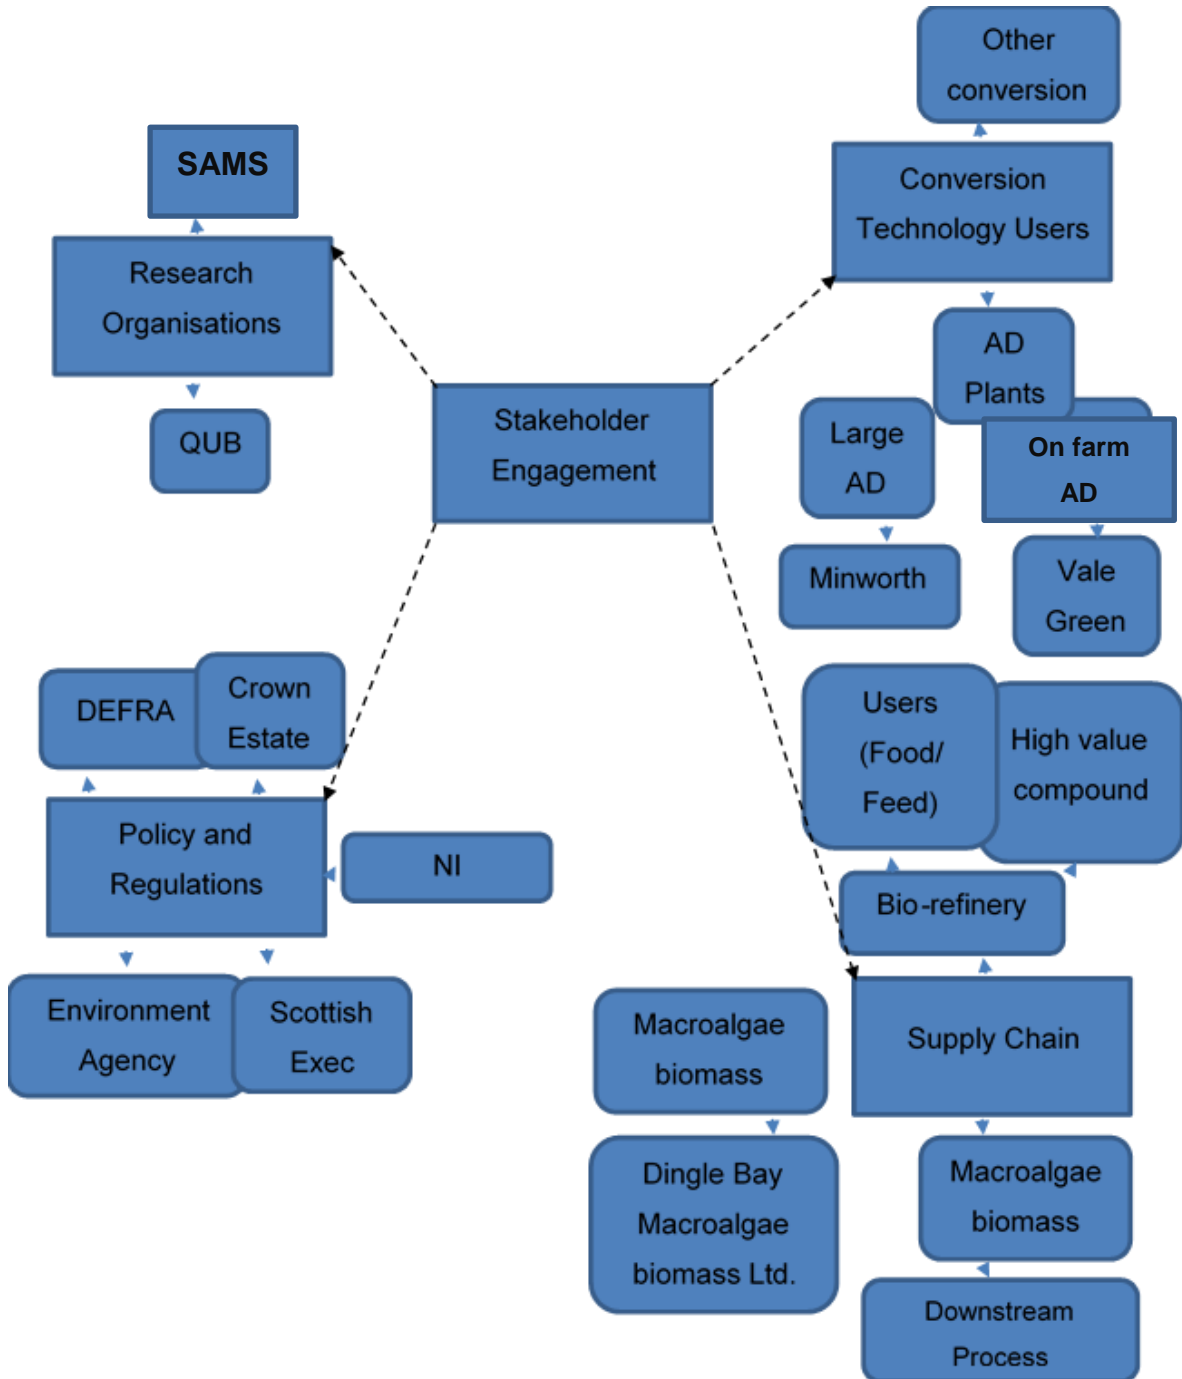 Other
conversion
SAMS
Conversion
Technology Users
Research
Organisations
AD
Plants
Stakeholder
Engagement
QUB
Large
AD
On farm
AD
Minworth
Vale
Green
DEFRA
Crown
Estate
Users
(Food/
Feed)
High value
compound
Policy and
Regulations
NI
Bio-refinery
Environment
Agency
Scottish
Exec
Macroalgae
biomass
Supply Chain
Dingle Bay
Macroalgae
biomass Ltd.
Macroalgae
biomass
Downstream
Process